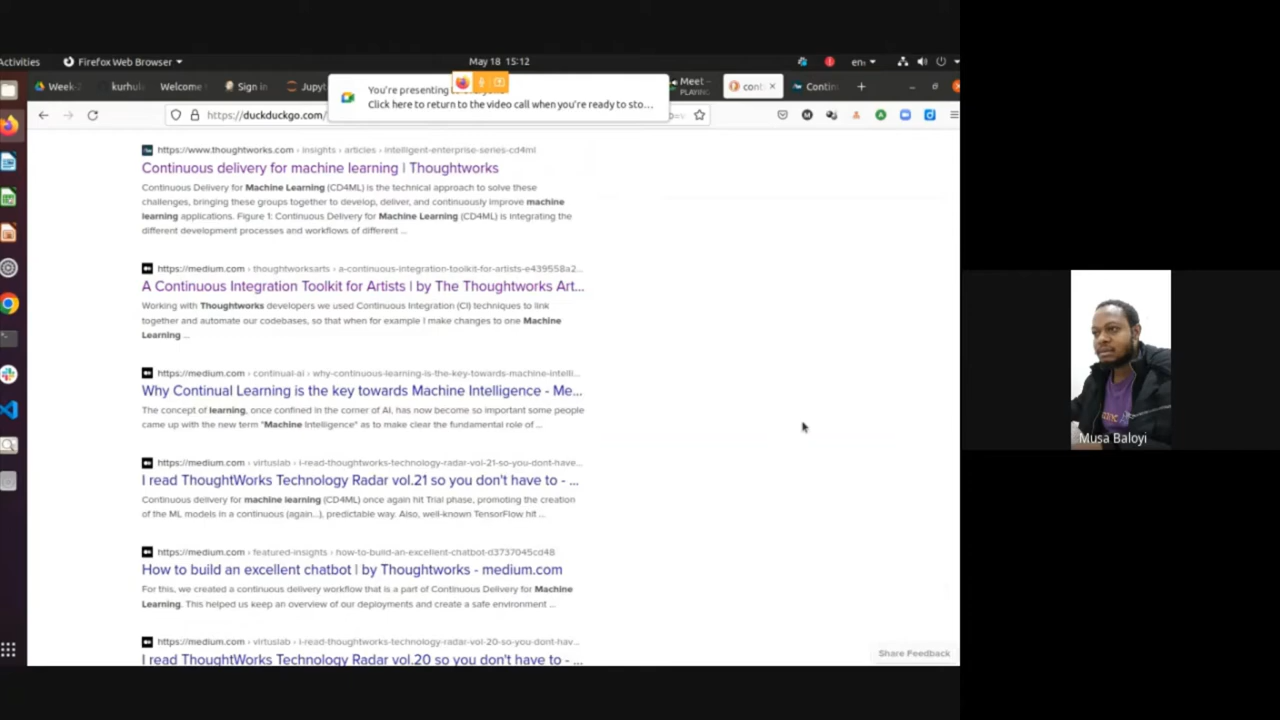 Activities
Firefox Web Browser
May 18 15:12
en
Week-
kurhul
Welcome
Sign in
Jupyt
You're presenting
Click here to return to the video call when you're ready to sto...
Meet -
PLAYING
cont
Contin
https://duckduckgo.com/
https://www.thoughtworks.com › insights › articles › intelligent-enterprise-series-cd4ml
Continuous delivery for machine learning | Thoughtworks
Continuous Delivery for Machine Learning (CD4ML) is the technical approach to solve these
challenges, bringing these groups together to develop, deliver, and continuously improve machine
learning applications. Figure 1: Continuous Delivery for Machine Learning (CD4ML) is integrating the
different development processes and workflows of different ...
https://medium.com › thoughtworksarts › a-continuous-integration-toolkit-for-artists-e439558a2...
A Continuous Integration Toolkit for Artists | by The Thoughtworks Art...
Working with Thoughtworks developers we used Continuous Integration (CI) techniques to link
together and automate our codebases, so that when for example I make changes to one Machine
Learning ...
https://medium.com › continual-ai › why-continuous-learning-is-the-key-towards-machine-intelli...
Why Continual Learning is the key towards Machine Intelligence - Me...
The concept of learning, once confined in the corner of AI, has now become so important some people
came up with the new term "Machine Intelligence" as to make clear the fundamental role of ...
https://medium.com › virtuslab › i-read-thoughtworks-technology-radar-vol-21-so-you-dont-have...
I read ThoughtWorks Technology Radar vol.21 so you don't have to - ...
Continuous delivery for machine learning (CD4ML) once again hit Trial phase, promoting the creation
of the ML models in a continuous (again...), predictable way. Also, well-known TensorFlow hit ...
https://medium.com › featured-insights › how-to-build-an-excellent-chatbot-d3737045cd48
How to build an excellent chatbot | by Thoughtworks - medium.com
For this, we created a continuous delivery workflow that is a part of Continuous Delivery for Machine
Learning. This helped us keep an overview of our deployments and create a safe environment ...
https://medium.com › virtuslab › i-read-thoughtworks-technology-radar-vol-20-so-you-dont-hav...
I read ThoughtWorks Technology Radar vol.20 so you don't have to - ...
Share Feedback
Musa Baloyi